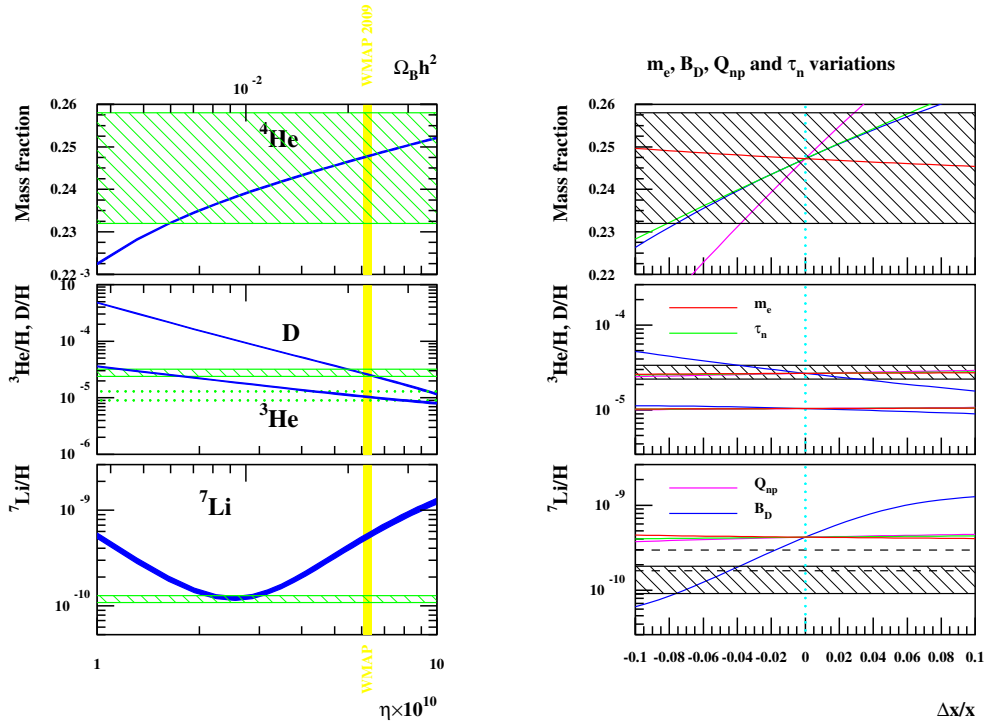 WMAP 2009
Ω_B h²
10⁻²
Mass fraction
0.26
0.25
0.24
0.23
0.22
⁴He
³He/H, D/H
10⁻³
10⁻⁴
10⁻⁵
10⁻⁶
D
³He
⁷Li/H
10⁻⁹
10⁻¹⁰
⁷Li
1
10
WMAP
η×10¹⁰
m_e, B_D, Q_np and τ_n variations
Mass fraction
0.26
0.25
0.24
0.23
0.22
³He/H, D/H
10⁻⁴
10⁻⁵
m_e
τ_n
⁷Li/H
10⁻⁹
10⁻¹⁰
Q_np
B_D
-0.1 -0.08 -0.06 -0.04 -0.02 0 0.02 0.04 0.06 0.08 0.1
Δx/x